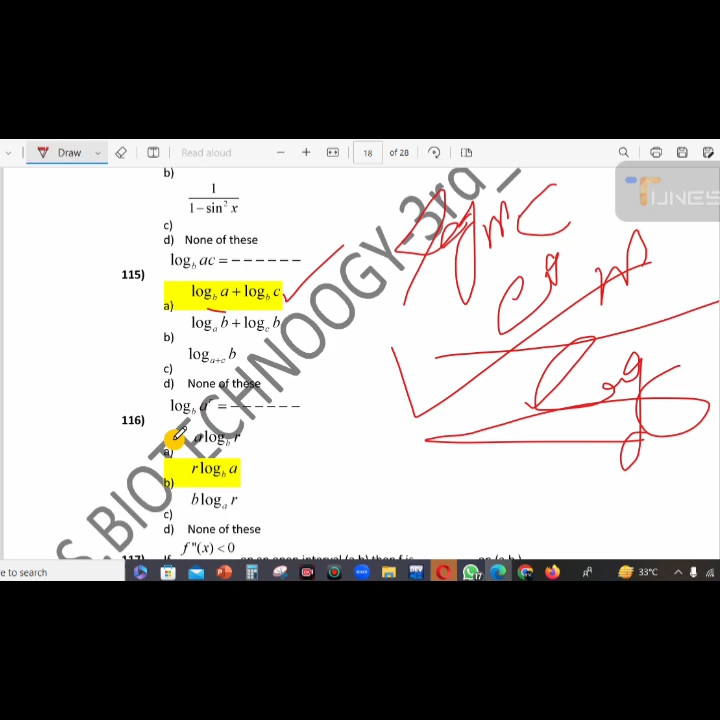 Draw
Read aloud
18 of 28
TUNES
b)
1
1−sin² x
c)
d) None of these
log_b ac = − − − − − −
115)
log_b a + log_b c
a)
log_a b + log_c b
b)
log_{a+c} b
c)
d) None of these
log_b a^r = − − − − − −
116)
a log_b r
a)
r log_b a
b)
b log_a r
c)
d) None of these
f "(x) < 0
S.BIOTECHNOOGY-3rd_
e to search
17
33°C
log